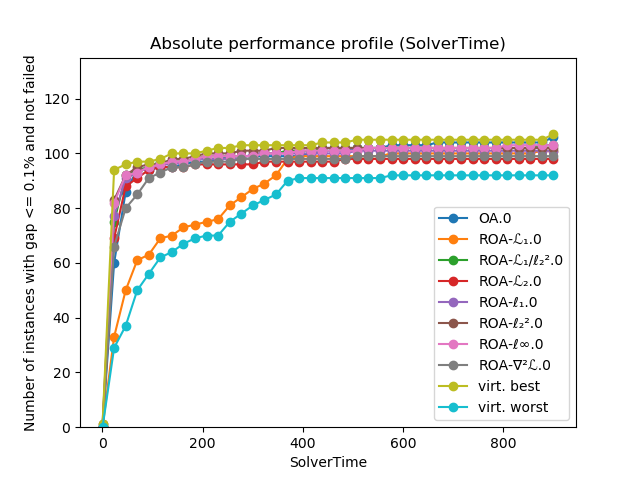 Absolute performance profile (SolverTime)
Number of instances with gap <= 0.1% and not failed
120
100
80
60
40
20
0
0 200 400 600 800
SolverTime
OA.0
ROA-ℒ₁.0
ROA-ℒ₁/ℓ₂².0
ROA-ℒ₂.0
ROA-ℓ₁.0
ROA-ℓ₂².0
ROA-ℓ∞.0
ROA-∇²ℒ.0
virt. best
virt. worst